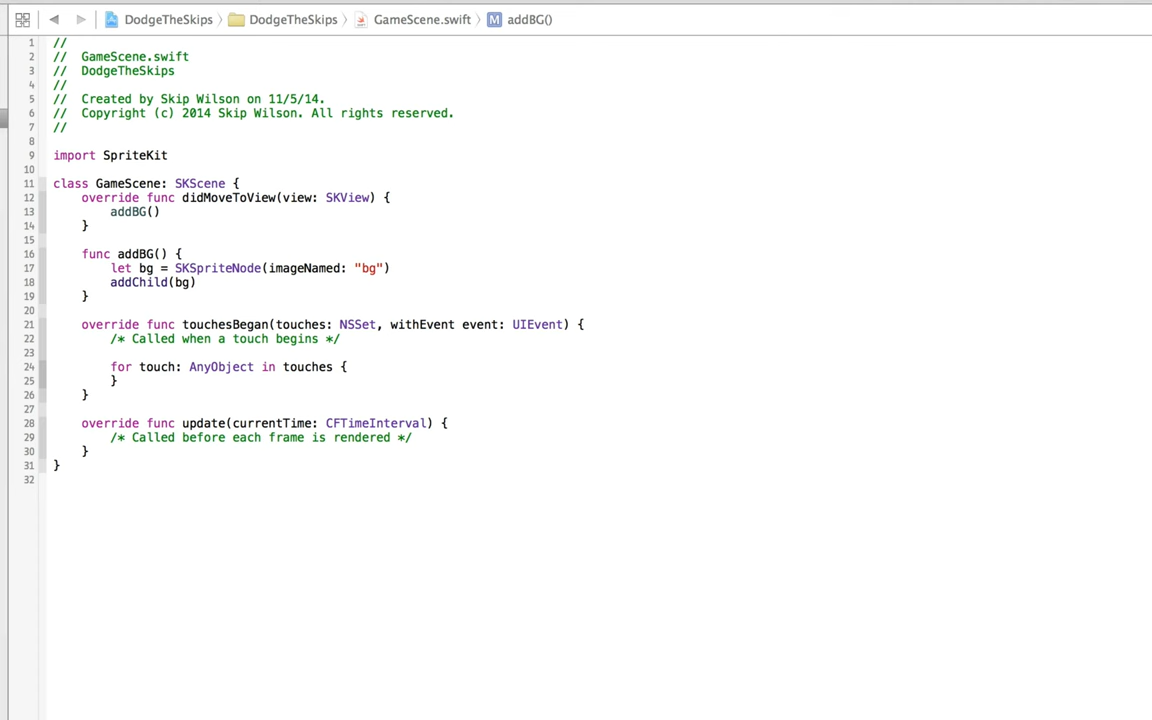 DodgeTheSkips DodgeTheSkips GameScene.swift M addBG()
1 //
2 // GameScene.swift
3 // DodgeTheSkips
4 //
5 // Created by Skip Wilson on 11/5/14.
6 // Copyright (c) 2014 Skip Wilson. All rights reserved.
7 //
8
9 import SpriteKit
10
11 class GameScene: SKScene {
12     override func didMoveToView(view: SKView) {
13         addBG()
14     }
15
16     func addBG() {
17         let bg = SKSpriteNode(imageNamed: "bg")
18         addChild(bg)
19     }
20
21     override func touchesBegan(touches: NSSet, withEvent event: UIEvent) {
22         /* Called when a touch begins */
23
24         for touch: AnyObject in touches {
25         }
26     }
27
28     override func update(currentTime: CFTimeInterval) {
29         /* Called before each frame is rendered */
30     }
31 }
32